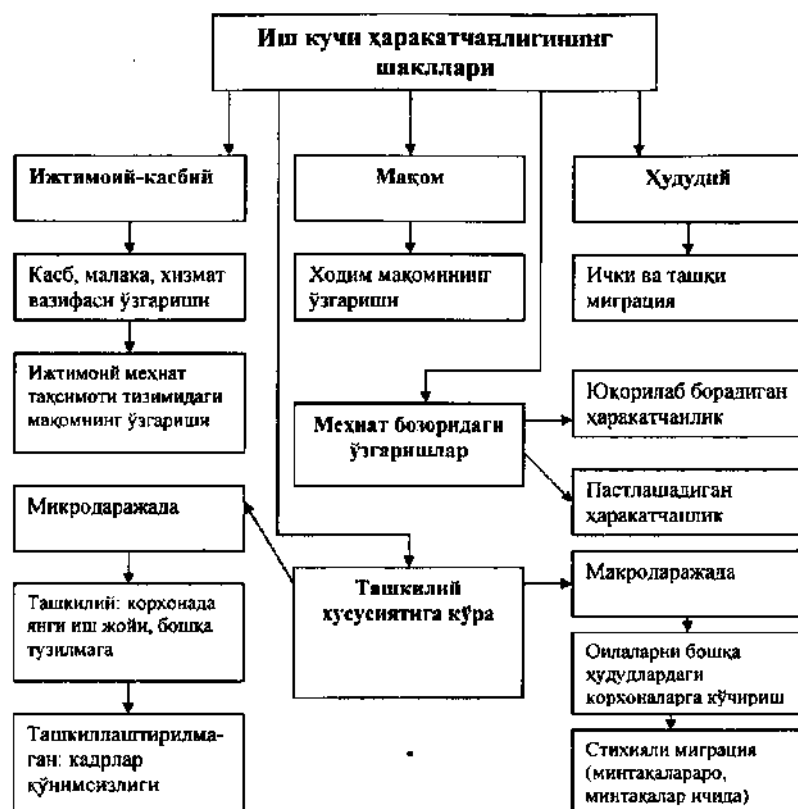 Иш кучи ҳаракатчанлигининг
шакллари
Ижтимоий-касбий
Мақом
Ҳудудий
Касб, малака, хизмат
вазифаси ўзгариши
Ходим мақомининг
ўзгариши
Ички ва ташқи
миграция
Ижтимоий меҳнат
тақсимоти тизимидаги
мақомнинг ўзгариши
Меҳнат бозоридаги
ўзгаришлар
Юқорилаб борадиган
ҳаракатчанлик
Пастлашадиган
ҳаракатчанлик
Микродаражада
Ташкилий
хусусиятига кўра
Макродаражада
Ташкилий: корхонада
янги иш жойи, бошқа
тузилмага
Оилаларни бошқа
ҳудудлардаги
корхоналарга кўчириш
Ташкиллаштирилма-
ган: кадрлар
қўнимсизлиги
Стихияли миграция
(минтақалараро,
минтақалар ичида)